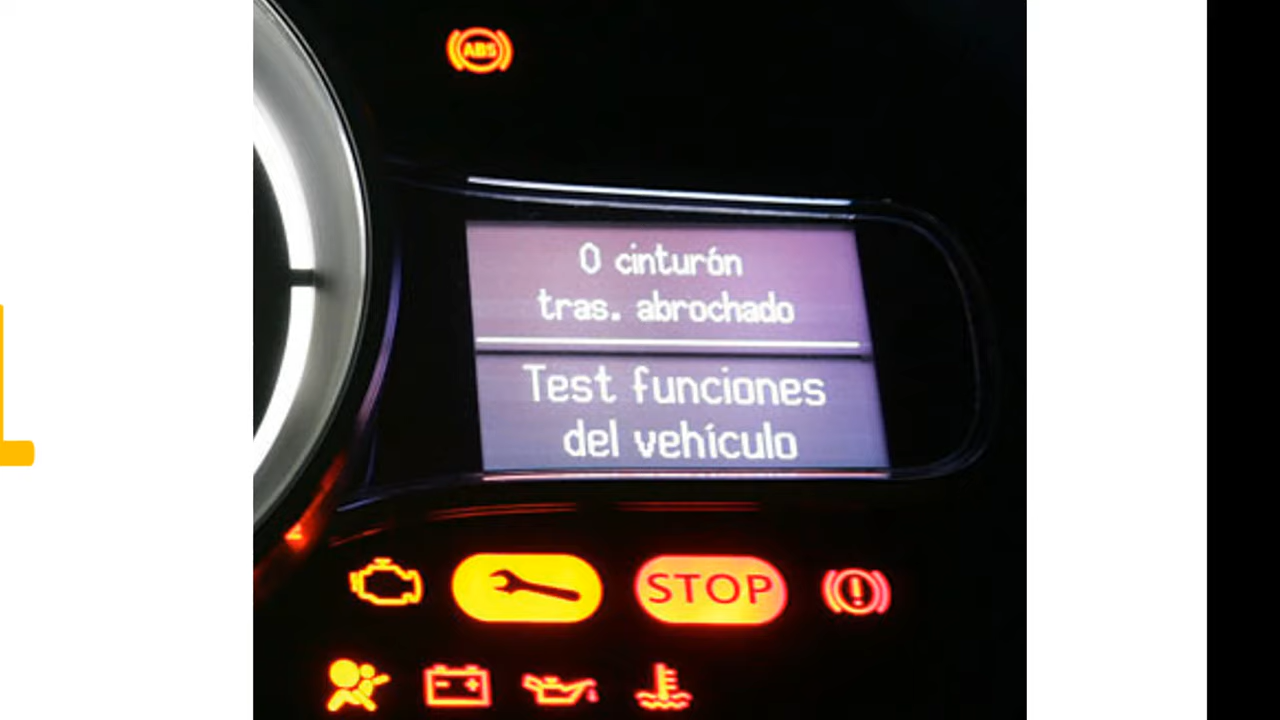 ABS
0 cinturón
tras. abrochado
Test funciones
del vehículo
STOP